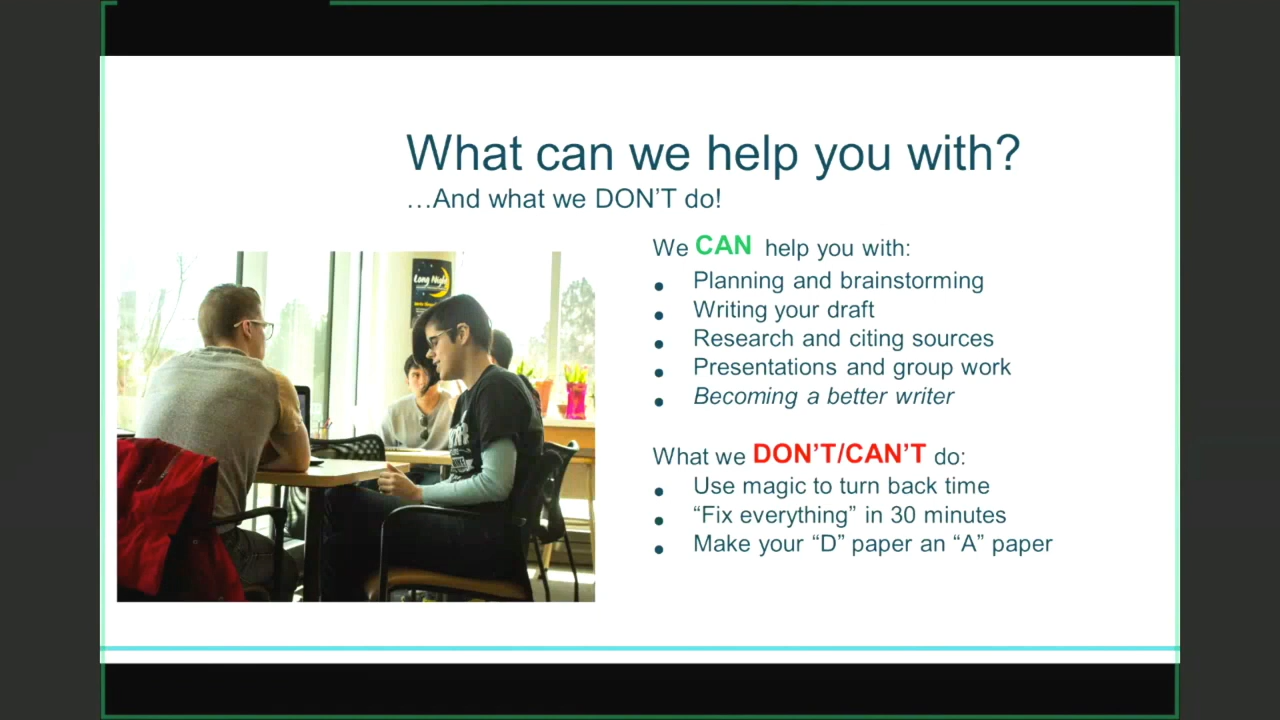 What can we help you with?
…And what we DON'T do!
We CAN help you with:
Planning and brainstorming
Writing your draft
Research and citing sources
Presentations and group work
Becoming a better writer
What we DON'T/CAN'T do:
Use magic to turn back time
“Fix everything” in 30 minutes
Make your “D” paper an “A” paper
Long Night